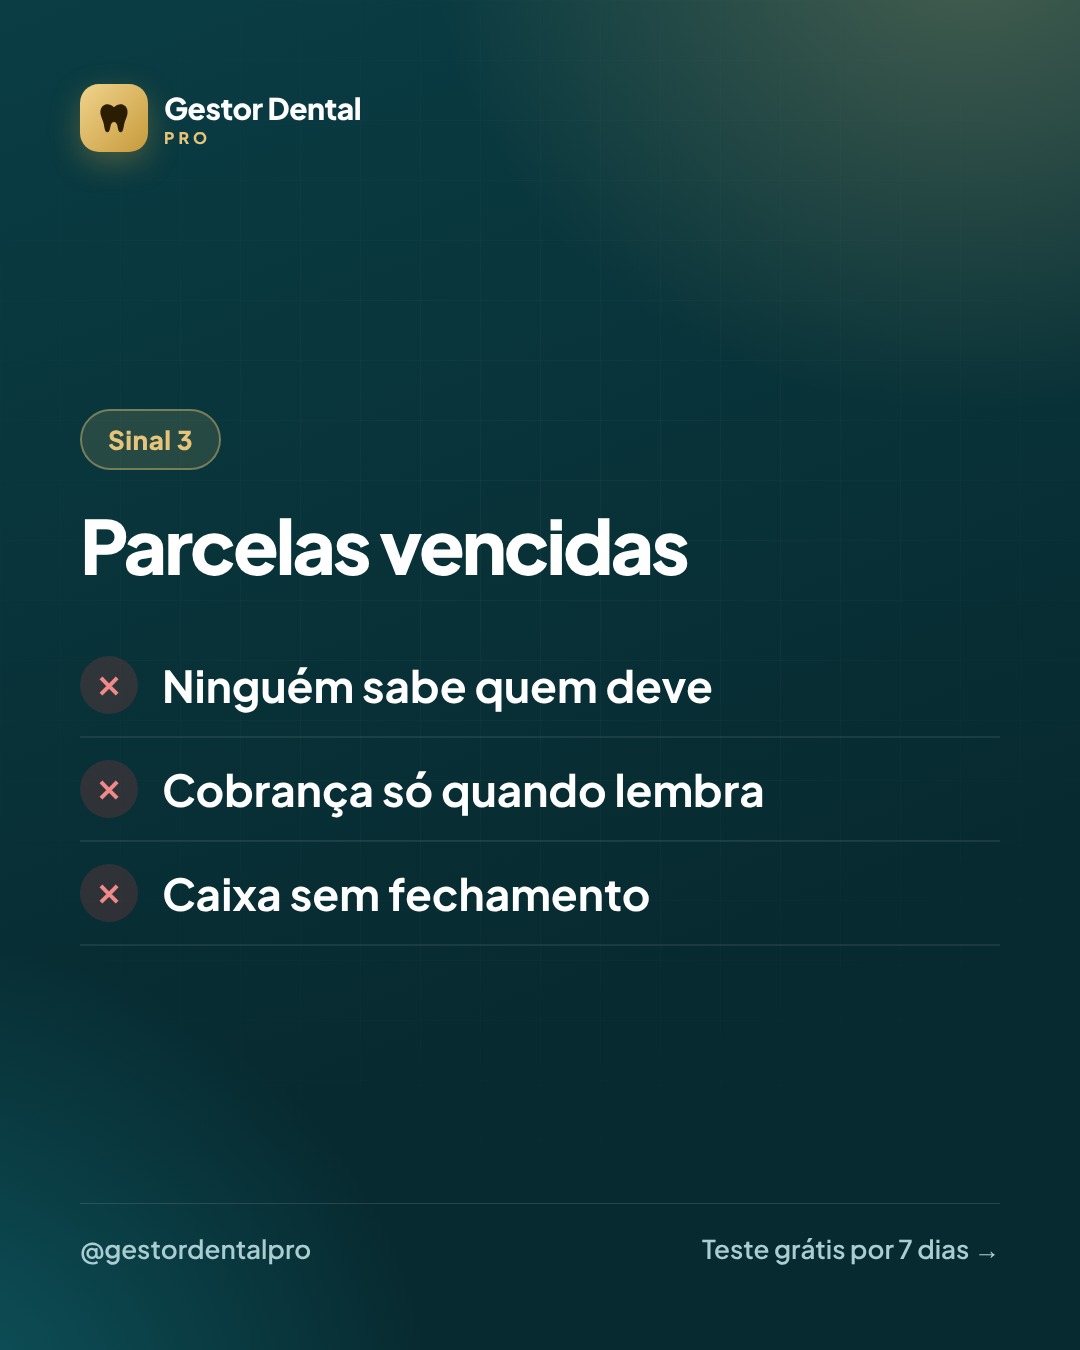 Gestor Dental
PRO
Sinal 3
Parcelas vencidas
Ninguém sabe quem deve
Cobrança só quando lembra
Caixa sem fechamento
@gestordentalpro
Teste grátis por 7 dias →